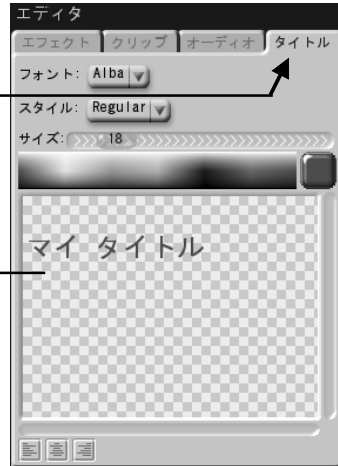 エディタ
エフェクト クリップ オーディオ タイトル
フォント: Alba
スタイル: Regular
サイズ: 18
マイ タイトル